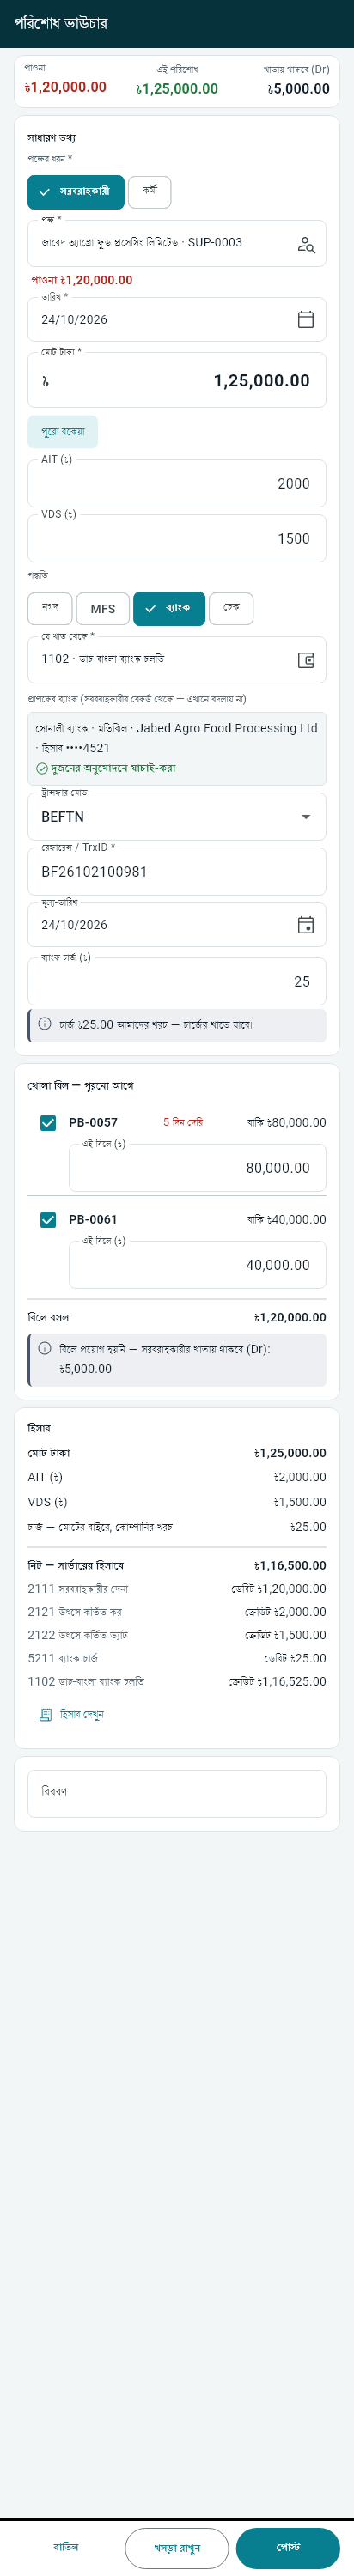 পরিশোধ ভাউচার
পাওনা
এই পরিশোধ
খাতায় থাকবে (Dr)
৳1,20,000.00
৳1,25,000.00
৳5,000.00
সাধারণ তথ্য
পক্ষের ধরন *
সরবরাহকারী
কর্মী
পক্ষ *
জাবেদ অ্যাগ্রো ফুড প্রসেসিং লিমিটেড · SUP-0003
পাওনা ৳1,20,000.00
তারিখ *
24/10/2026
মোট টাকা *
৳
1,25,000.00
পুরো বকেয়া
AIT (৳)
2000
VDS (৳)
1500
পদ্ধতি
নগদ
MFS
ব্যাংক
চেক
যে খাত থেকে *
1102 · ডাচ-বাংলা ব্যাংক চলতি
প্রাপকের ব্যাংক (সরবরাহকারীর রেকর্ড থেকে — এখানে বদলায় না)
সোনালী ব্যাংক · মতিঝিল · Jabed Agro Food Processing Ltd
· হিসাব ••••4521
দুজনের অনুমোদনে যাচাই-করা
ট্রান্সফার মোড
BEFTN
রেফারেন্স / TrxID *
BF26102100981
মূল্য-তারিখ
24/10/2026
ব্যাংক চার্জ (৳)
25
চার্জ ৳25.00 আমাদের খরচ — চার্জের খাতে যাবে।
খোলা বিল — পুরনো আগে
PB-0057
5 দিন দেরি
বাকি ৳80,000.00
এই বিলে (৳)
80,000.00
PB-0061
বাকি ৳40,000.00
এই বিলে (৳)
40,000.00
বিলে বসল
৳1,20,000.00
বিলে প্রয়োগ হয়নি — সরবরাহকারীর খাতায় থাকবে (Dr):
৳5,000.00
হিসাব
মোট টাকা
৳1,25,000.00
AIT (৳)
৳2,000.00
VDS (৳)
৳1,500.00
চার্জ — মোটের বাইরে, কোম্পানির খরচ
৳25.00
নিট — সার্ভারের হিসাবে
৳1,16,500.00
2111 সরবরাহকারীর দেনা
ডেবিট ৳1,20,000.00
2121 উৎসে কর্তিত কর
ক্রেডিট ৳2,000.00
2122 উৎসে কর্তিত ভ্যাট
ক্রেডিট ৳1,500.00
5211 ব্যাংক চার্জ
ডেবিট ৳25.00
1102 ডাচ-বাংলা ব্যাংক চলতি
ক্রেডিট ৳1,16,525.00
হিসাব দেখুন
বিবরণ
বাতিল
খসড়া রাখুন
পোস্ট